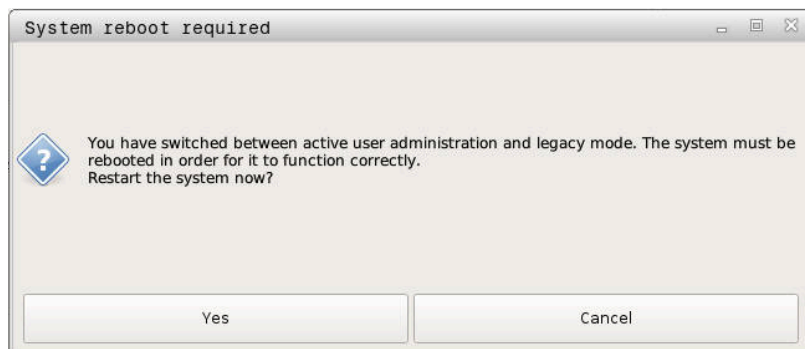 System reboot required
You have switched between active user administration and legacy mode. The system must be
rebooted in order for it to function correctly.
Restart the system now?
Yes
Cancel